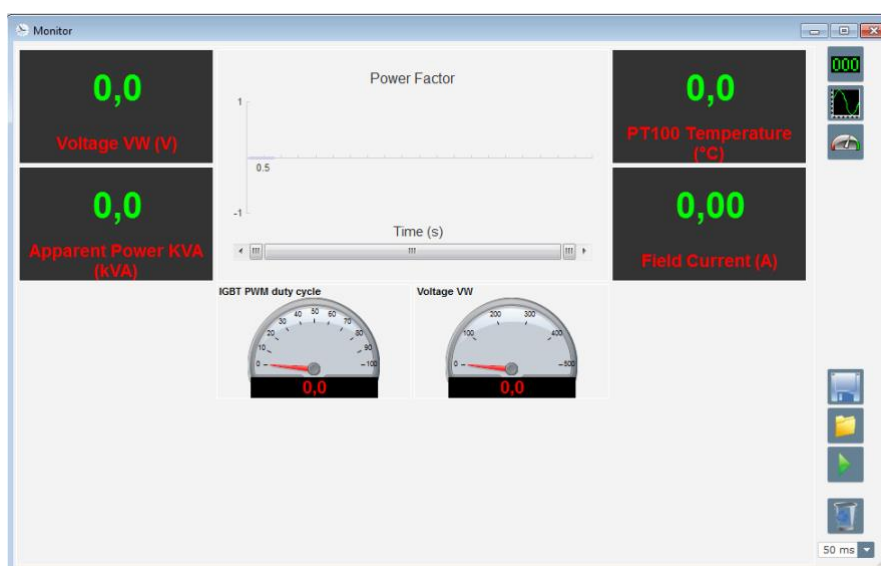 Monitor
0,0
Voltage VW (V)
0,0
Apparent Power KVA
(kVA)
Power Factor
1
0.5
-1
Time (s)
0,0
PT100 Temperature
(°C)
0,00
Field Current (A)
IGBT PWM duty cycle
0
10
20
30
40
50
60
70
80
90
100
0,0
Voltage VW
0
100
200
300
400
500
0,0
000
50 ms